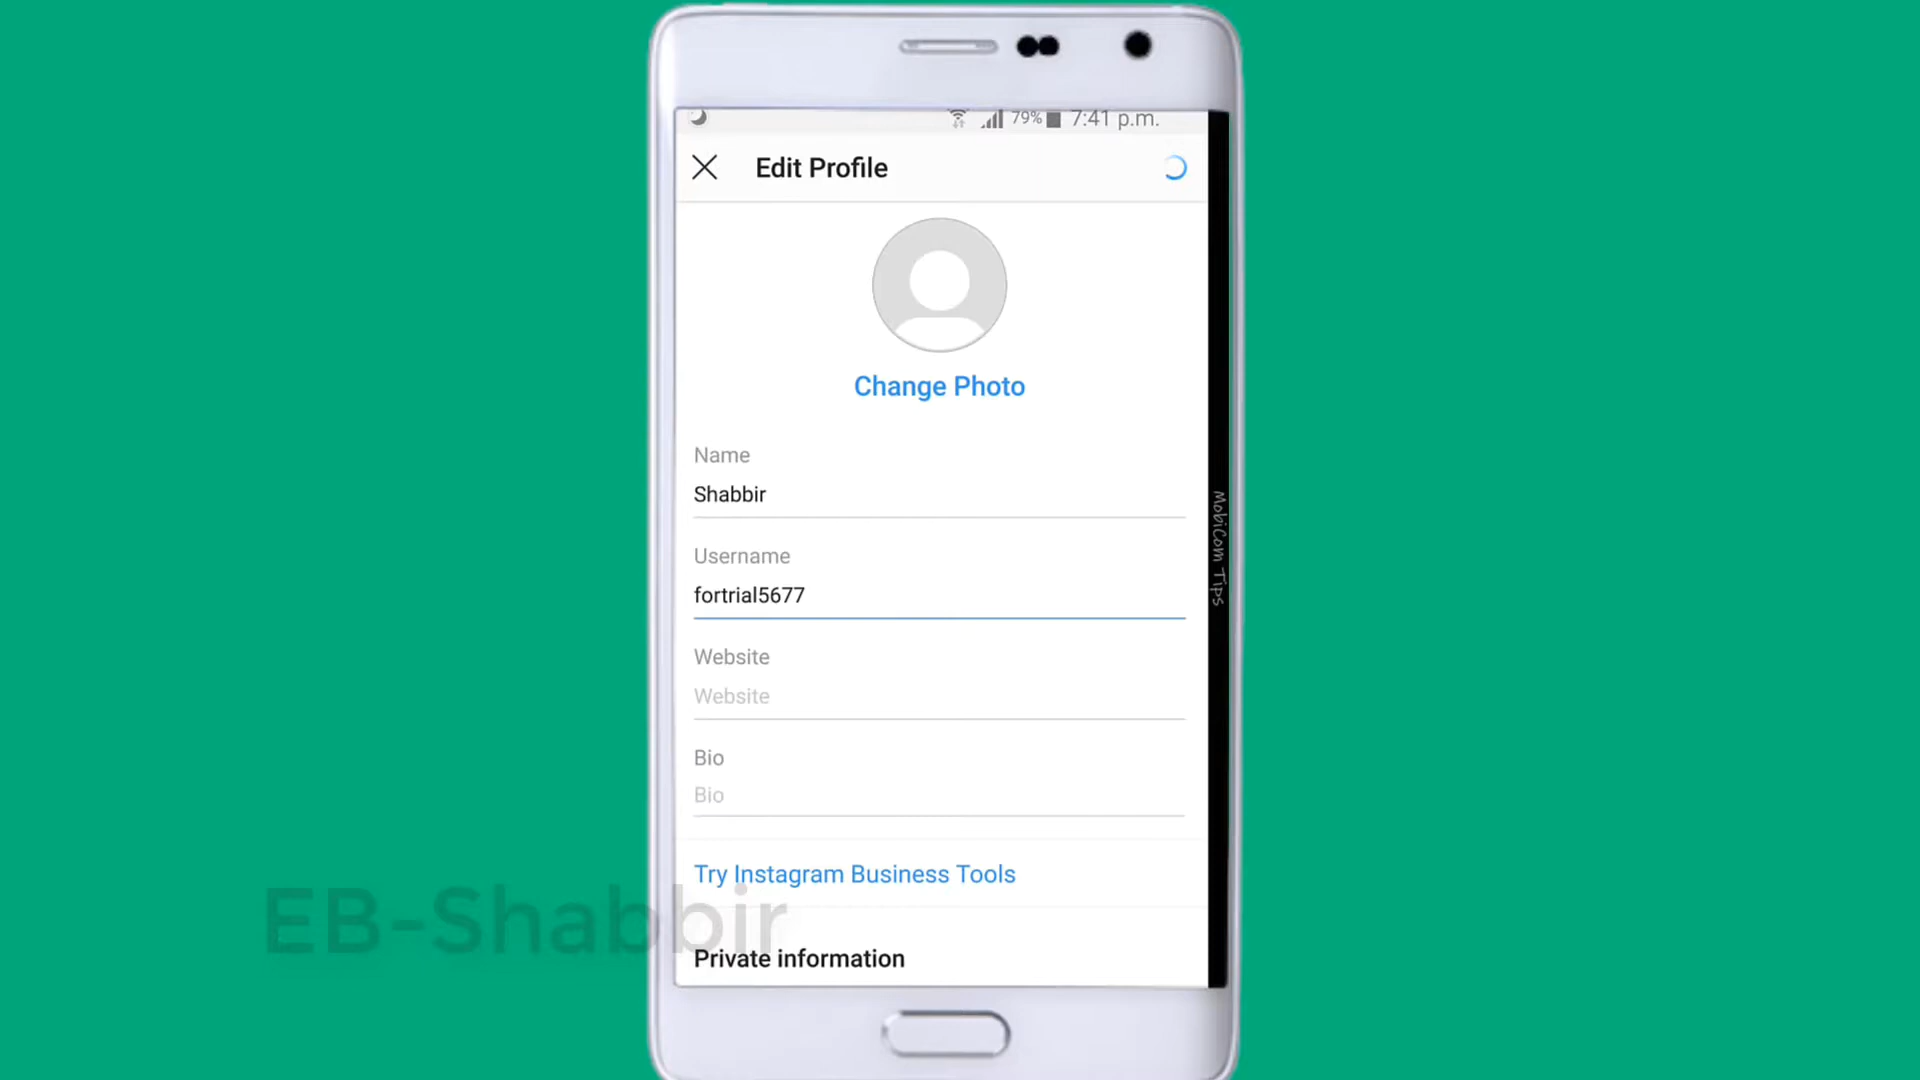 79% 7:41 p.m.
Edit Profile
Change Photo
Name
Shabbir
Username
fortrial5677
Website
Website
Bio
Bio
Try Instagram Business Tools
Private information
MobiCom Tips
EB-Shabbir